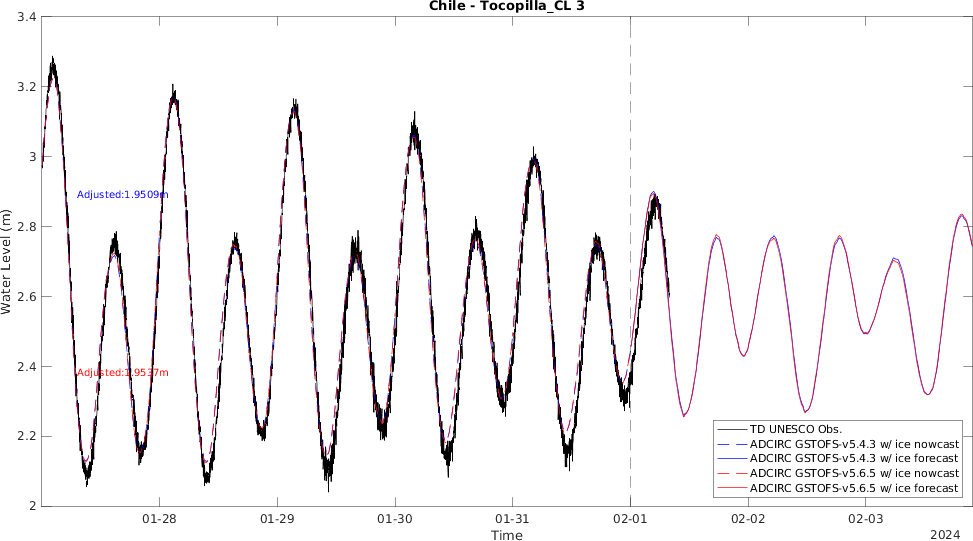 Chile - Tocopilla_CL 3
3.4
3.2
3
2.8
2.6
2.4
2.2
2
Water Level (m)
Adjusted:1.9509m
Adjusted:1.9537m
TD UNESCO Obs.
ADCIRC GSTOFS-v5.4.3 w/ ice nowcast
ADCIRC GSTOFS-v5.4.3 w/ ice forecast
ADCIRC GSTOFS-v5.6.5 w/ ice nowcast
ADCIRC GSTOFS-v5.6.5 w/ ice forecast
01-28
01-29
01-30
01-31
02-01
02-02
02-03
Time
2024